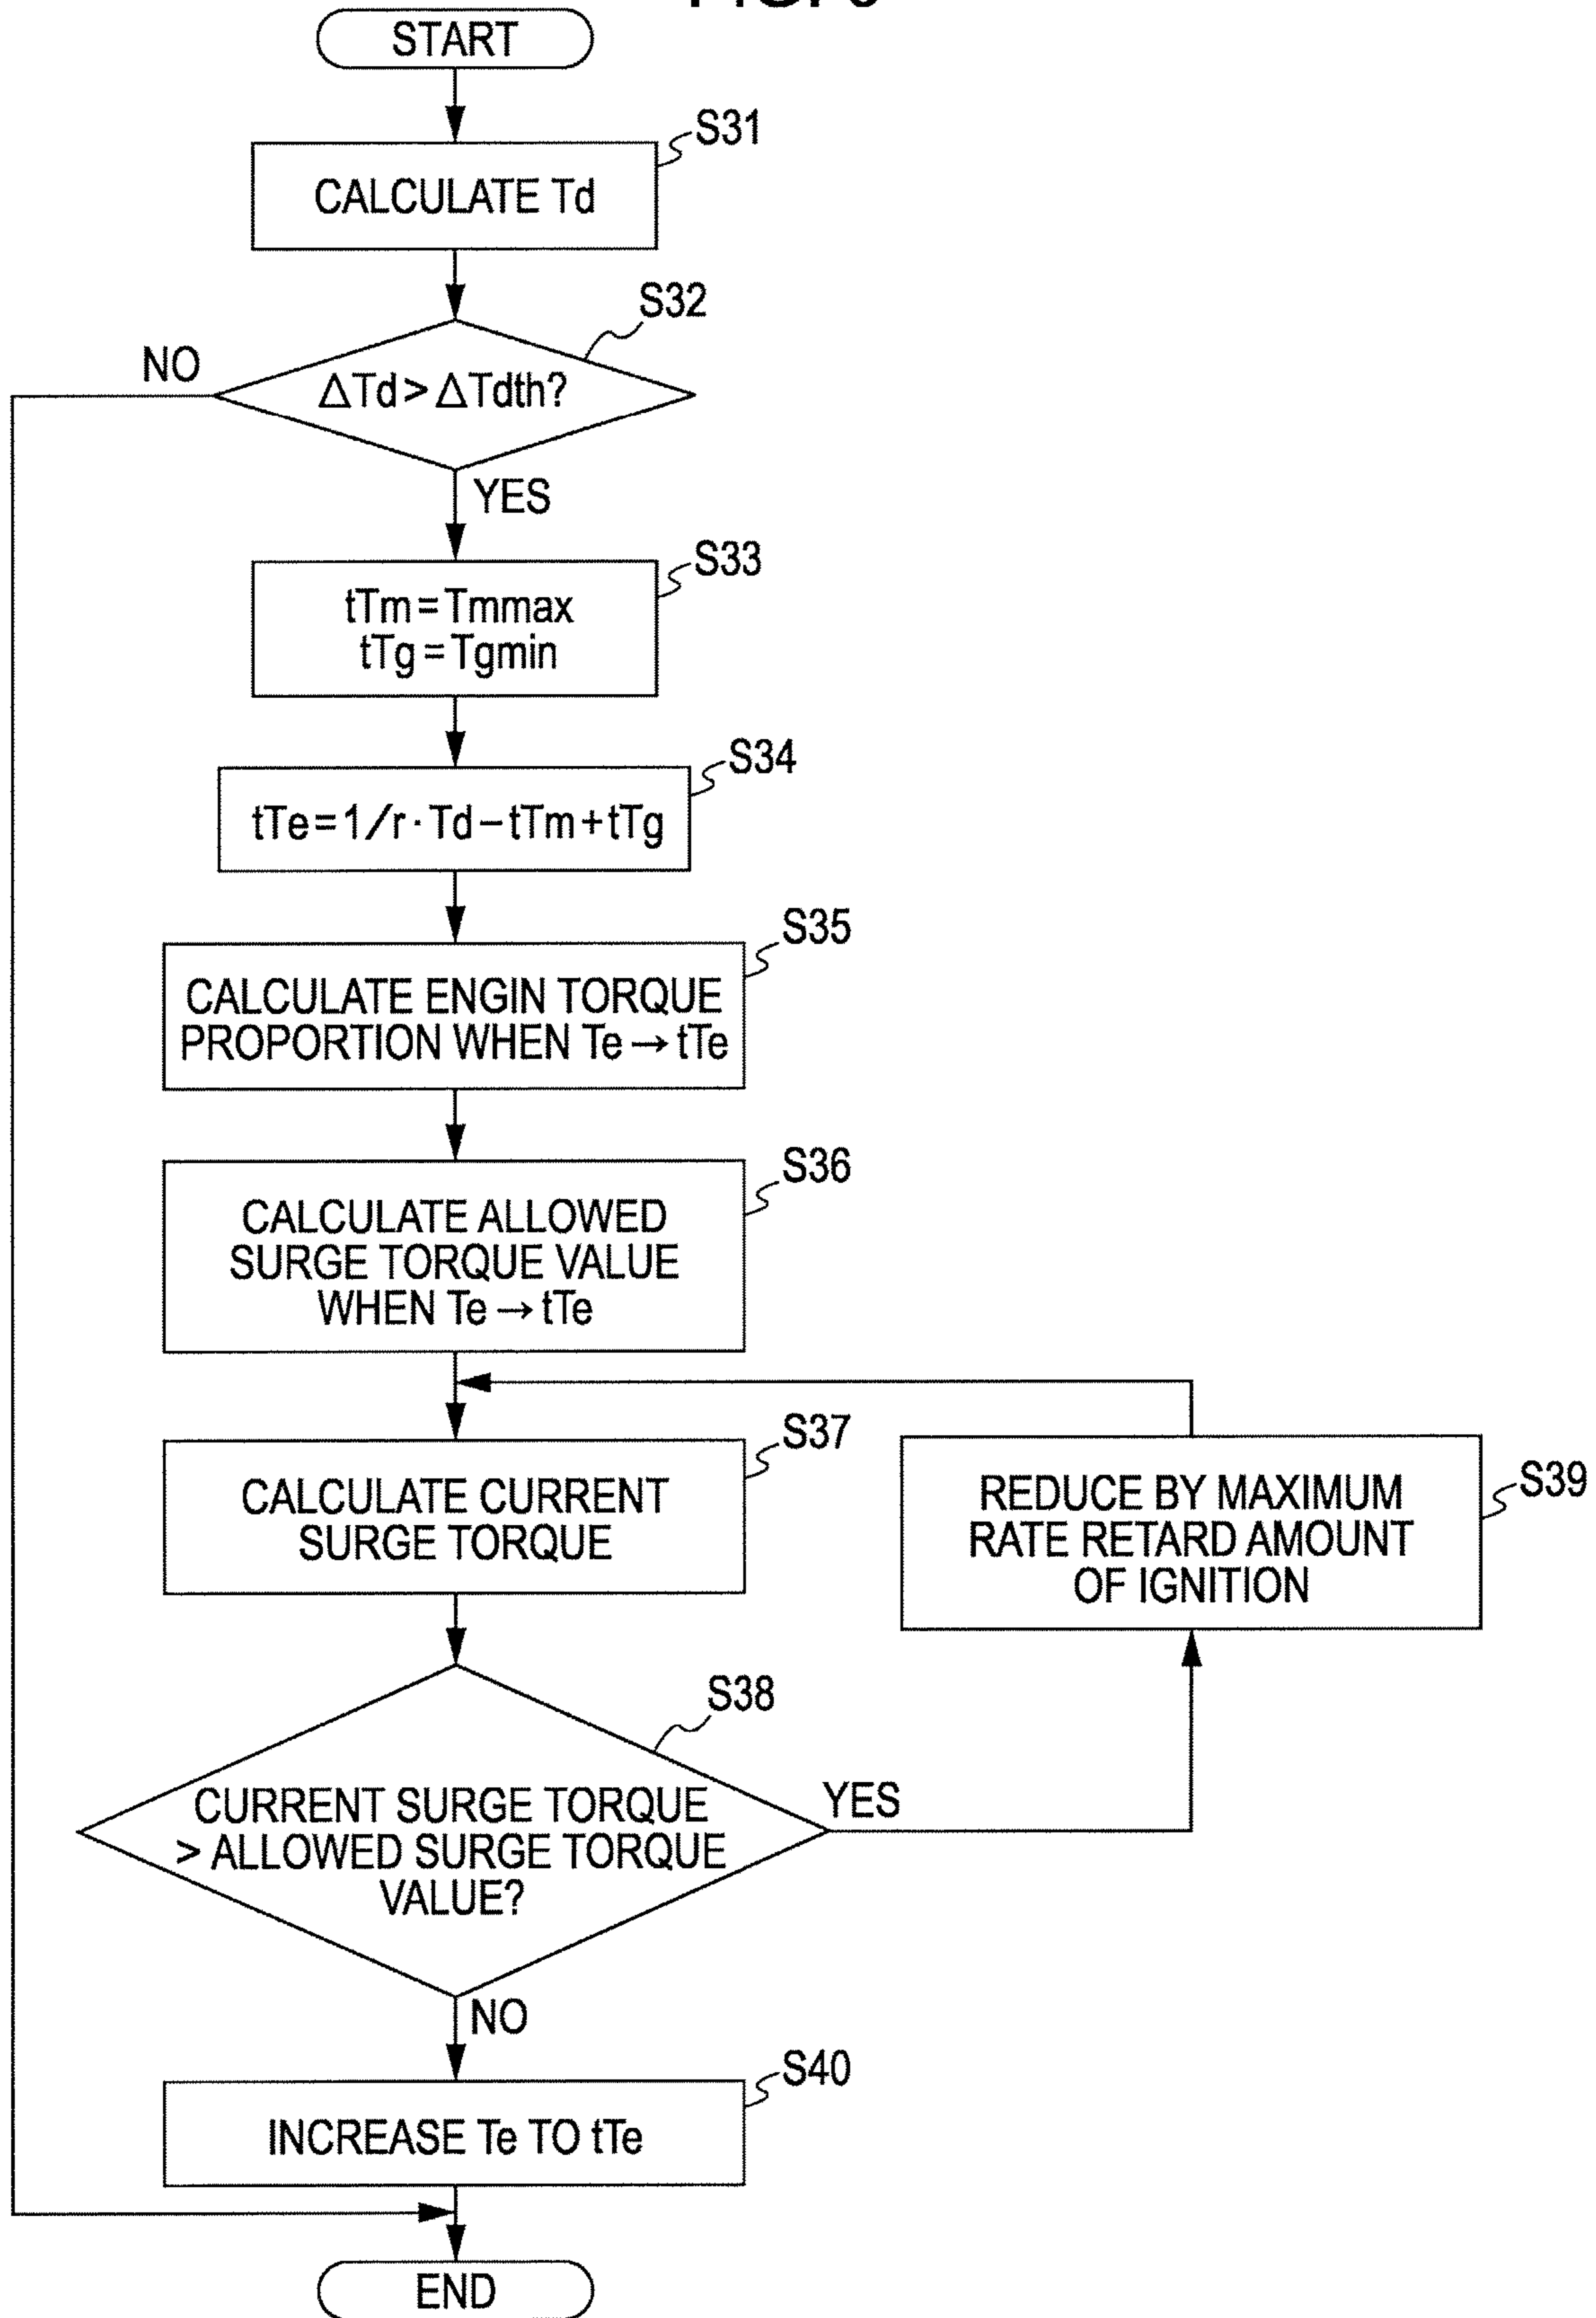 START
S31
CALCULATE Td
S32
NO
ΔTd > ΔTdth?
YES
S33
tTm = Tmmax
tTg = Tgmin
S34
tTe = 1/r · Td − tTm + tTg
S35
CALCULATE ENGIN TORQUE
PROPORTION WHEN Te → tTe
S36
CALCULATE ALLOWED
SURGE TORQUE VALUE
WHEN Te → tTe
S37
CALCULATE CURRENT
SURGE TORQUE
S39
REDUCE BY MAXIMUM
RATE RETARD AMOUNT
OF IGNITION
S38
CURRENT SURGE TORQUE
> ALLOWED SURGE TORQUE
VALUE?
YES
NO
S40
INCREASE Te TO tTe
END